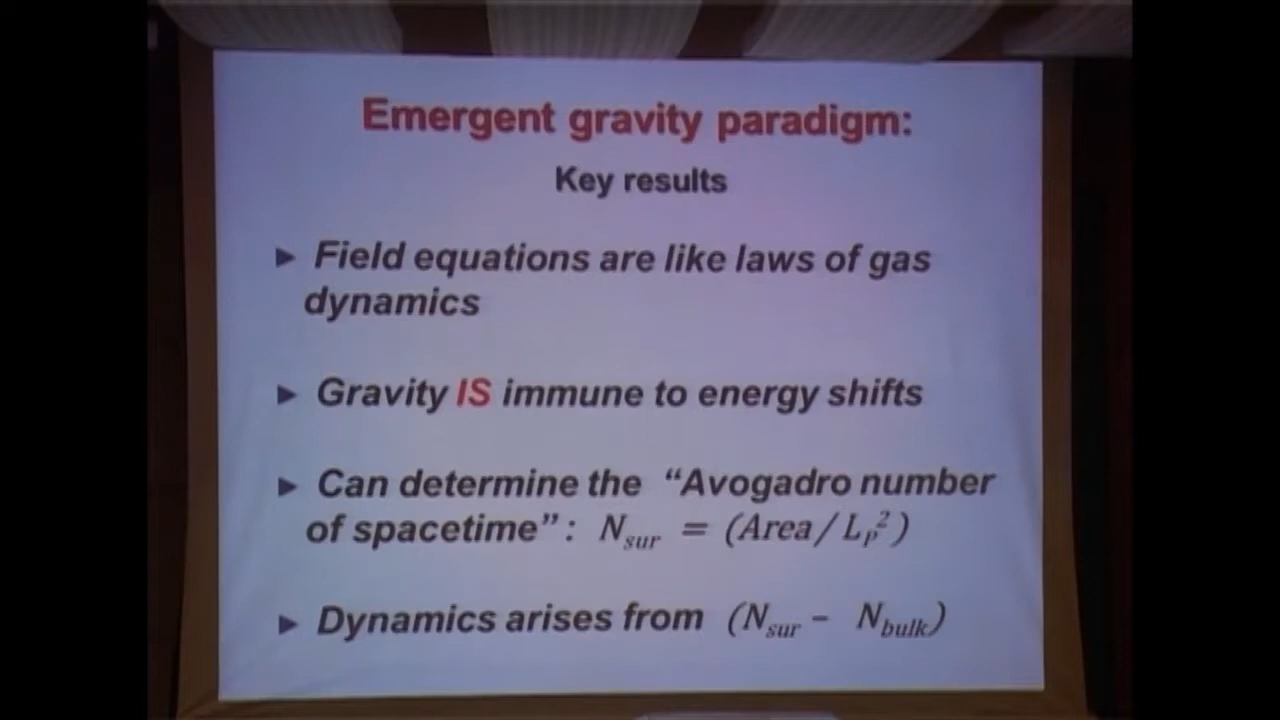 Emergent gravity paradigm:
Key results
▶ Field equations are like laws of gas
dynamics
▶ Gravity IS immune to energy shifts
▶ Can determine the “Avogadro number
of spacetime”: N_sur = (Area/L_P^2)
▶ Dynamics arises from (N_sur – N_bulk)